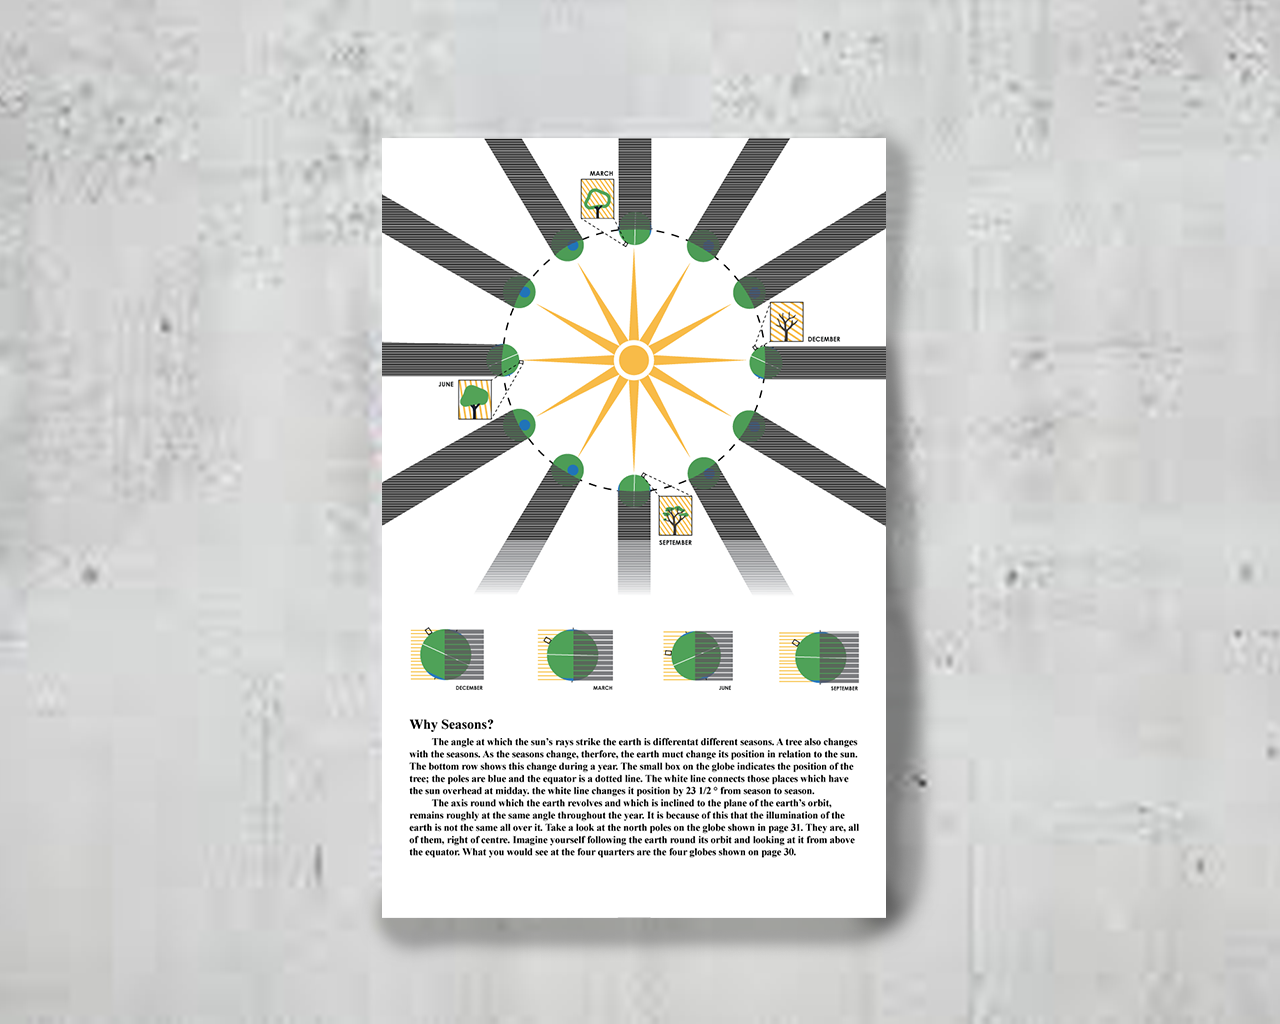 MARCH
DECEMBER
JUNE
SEPTEMBER
DECEMBER
MARCH
JUNE
SEPTEMBER
Why Seasons?
The angle at which the sun's rays strike the earth is differentat different seasons. A tree also changes
with the seasons. As the seasons change, therfore, the earth muct change its position in relation to the sun.
The bottom row shows this change during a year. The small box on the globe indicates the position of the
tree; the poles are blue and the equator is a dotted line. The white line connects those places which have
the sun overhead at midday. the white line changes it position by 23 1/2 ° from season to season.
The axis round which the earth revolves and which is inclined to the plane of the earth's orbit,
remains roughly at the same angle throughout the year. It is because of this that the illumination of the
earth is not the same all over it. Take a look at the north poles on the globe shown in page 31. They are, all
of them, right of centre. Imagine yourself following the earth round its orbit and looking at it from above
the equator. What you would see at the four quarters are the four globes shown on page 30.